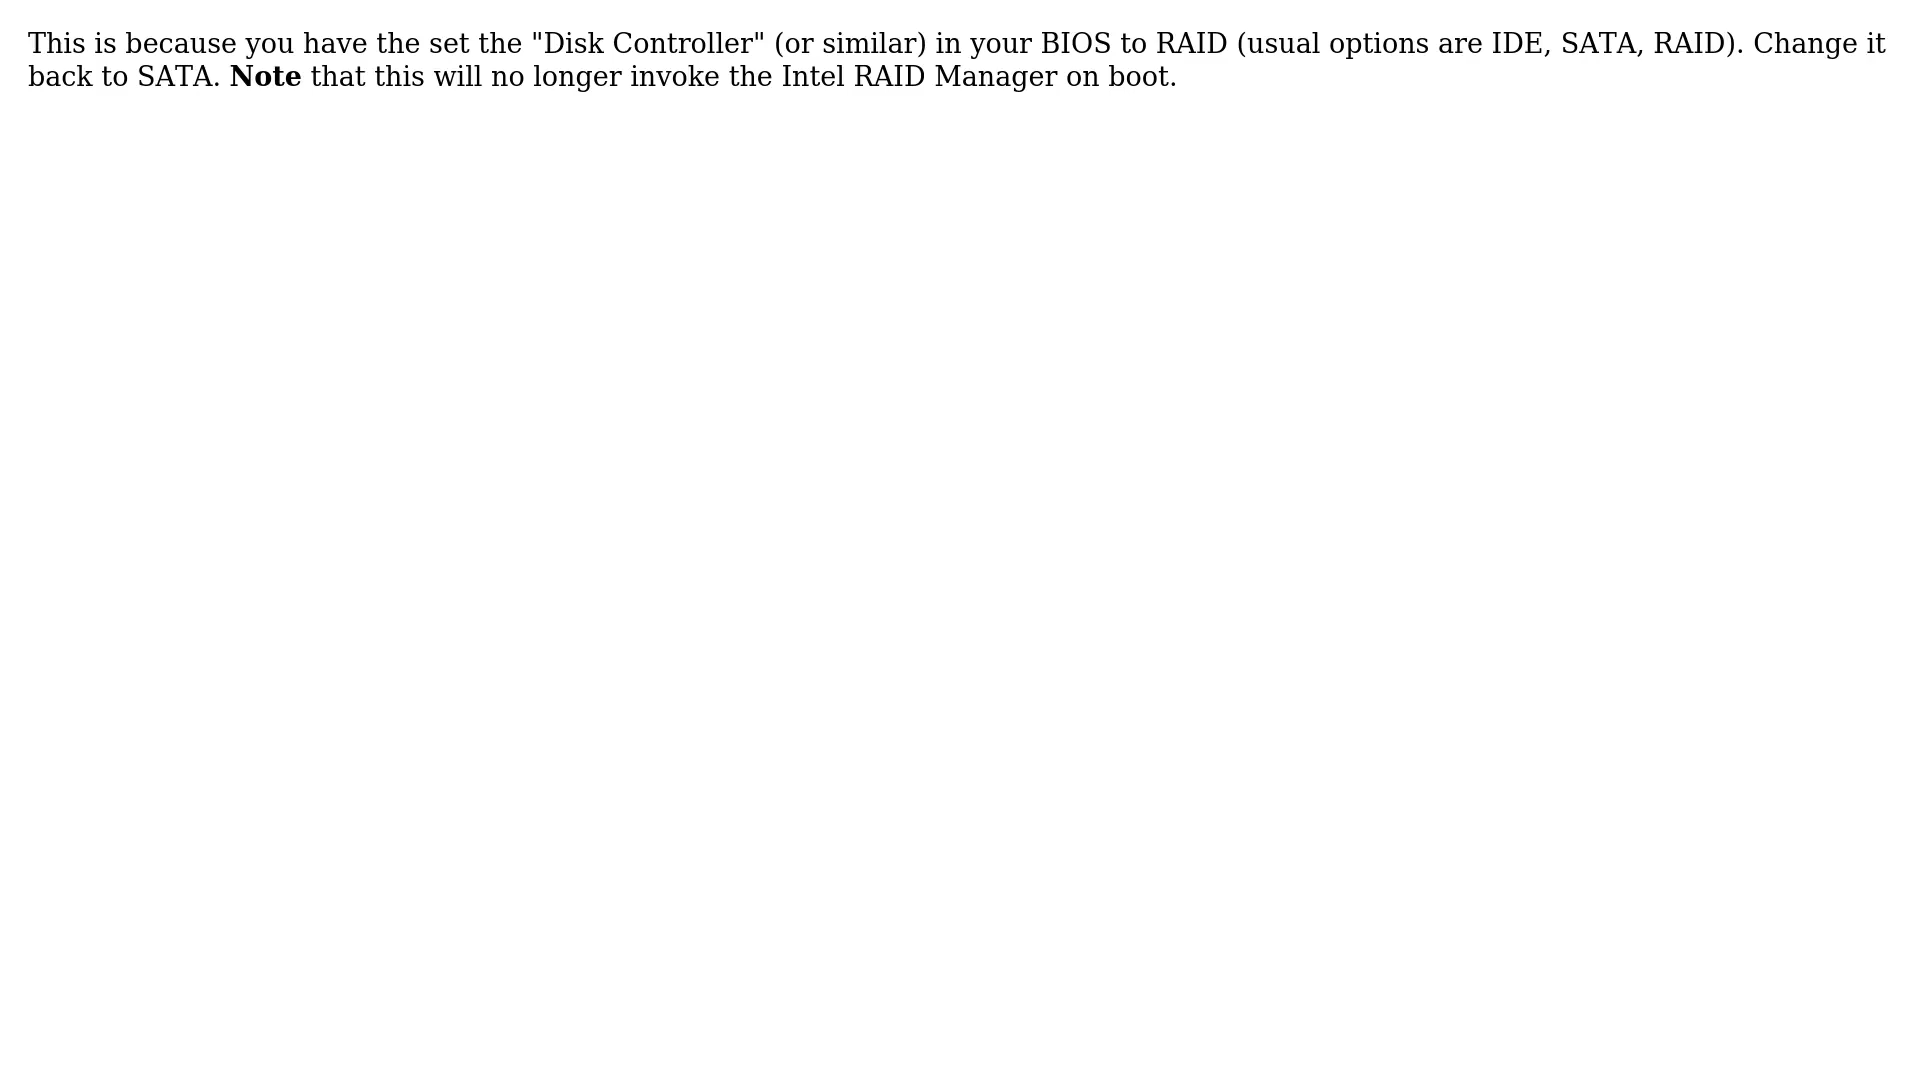 This is because you have the set the "Disk Controller" (or similar) in your BIOS to RAID (usual options are IDE, SATA, RAID). Change it
back to SATA. Note that this will no longer invoke the Intel RAID Manager on boot.